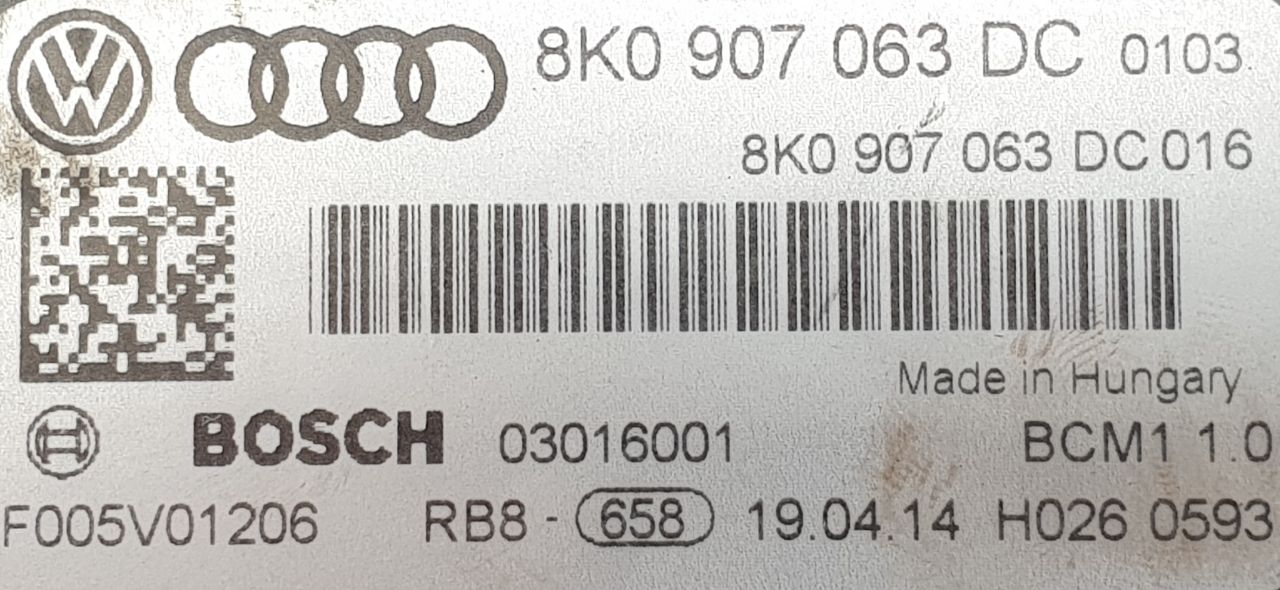 8K0 907 063 DC 0103
8K0 907 063 DC 016
Made in Hungary
BOSCH 03016001 BCM1 1.0
F005V01206 RB8 - 658 19.04.14 H026 0593